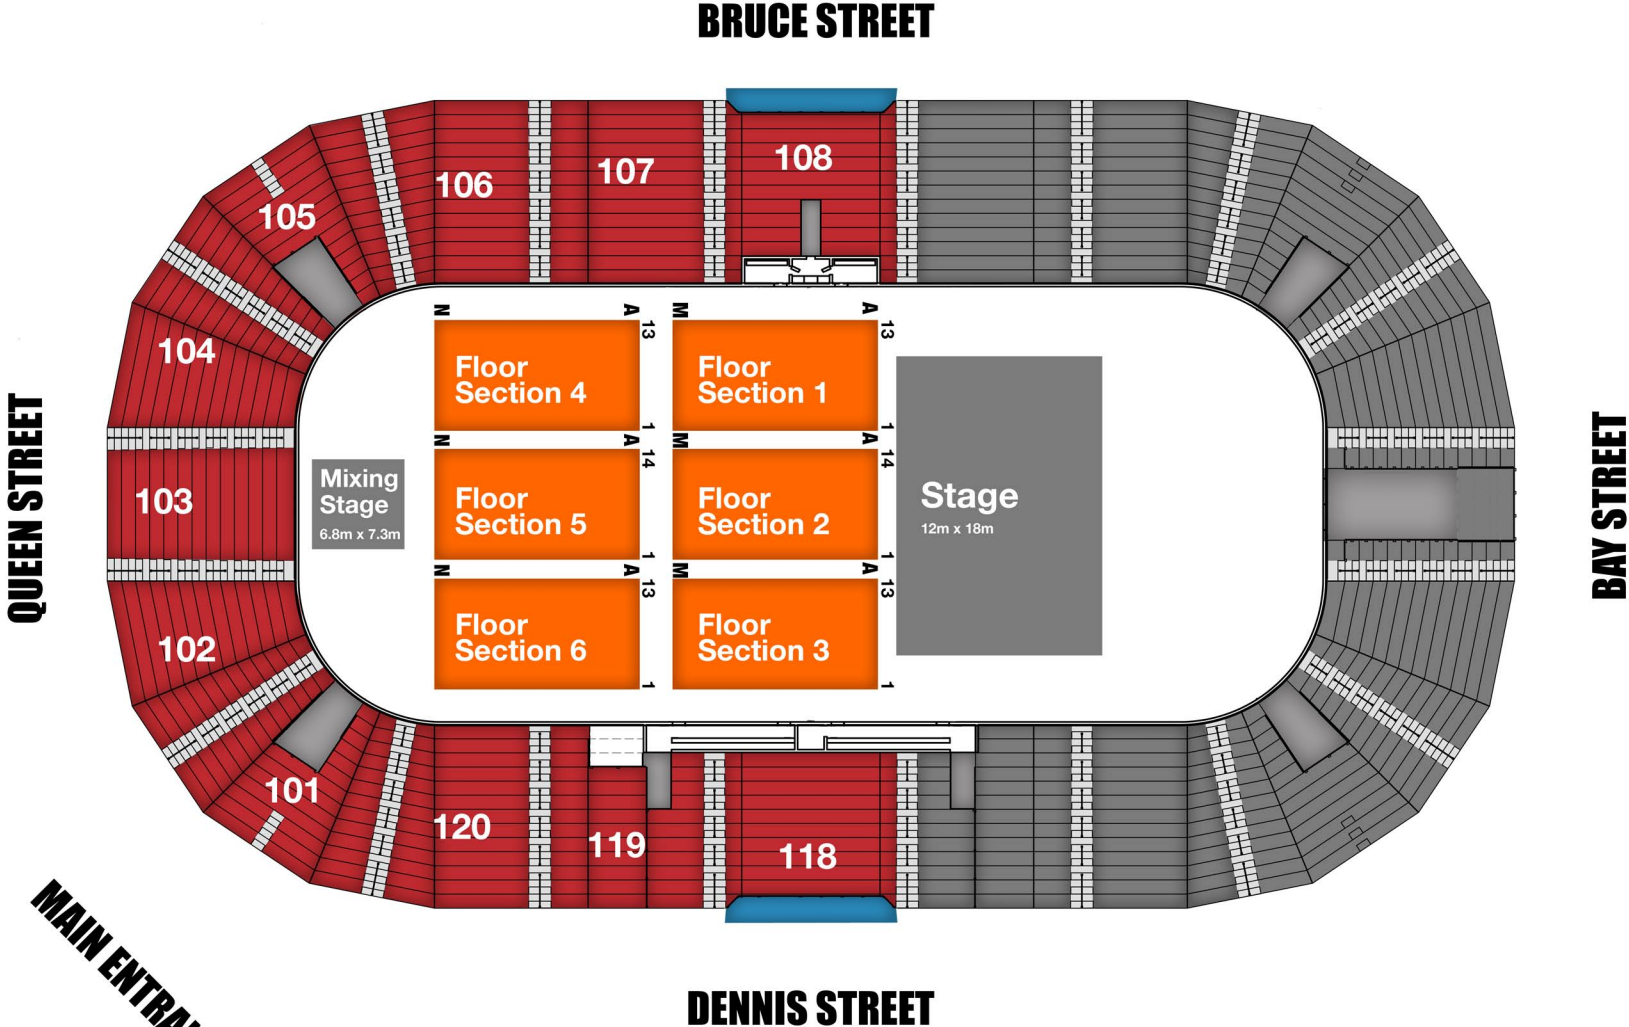 BRUCE STREET
108
107
106
105
N
A
13
M
A
13
104
Floor
Section 4
Floor
Section 1
1
1
QUEEN STREET
BAY STREET
N
A
14
M
A
14
103
Mixing
Stage
6.8m x 7.3m
Floor
Section 5
Floor
Section 2
Stage
12m x 18m
1
1
N
A
13
M
A
13
102
Floor
Section 6
Floor
Section 3
1
1
101
120
119
118
MAIN
DENNIS STREET